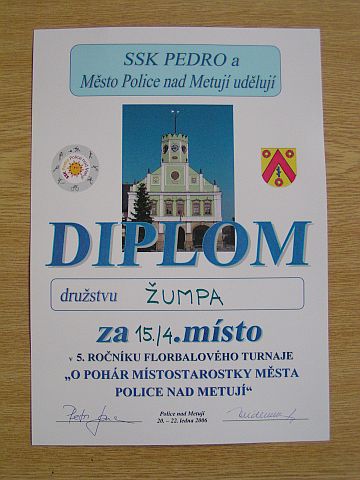 SSK PEDRO a
Město Police nad Metují udělují
DIPLOM
družstvu ŽUMPA
za 15./4.místo
v 5. ROČNÍKU FLORBALOVÉHO TURNAJE
"O POHÁR MÍSTOSTAROSTKY MĚSTA
POLICE NAD METUJÍ“
Police nad Metují
20. – 22. ledna 2006